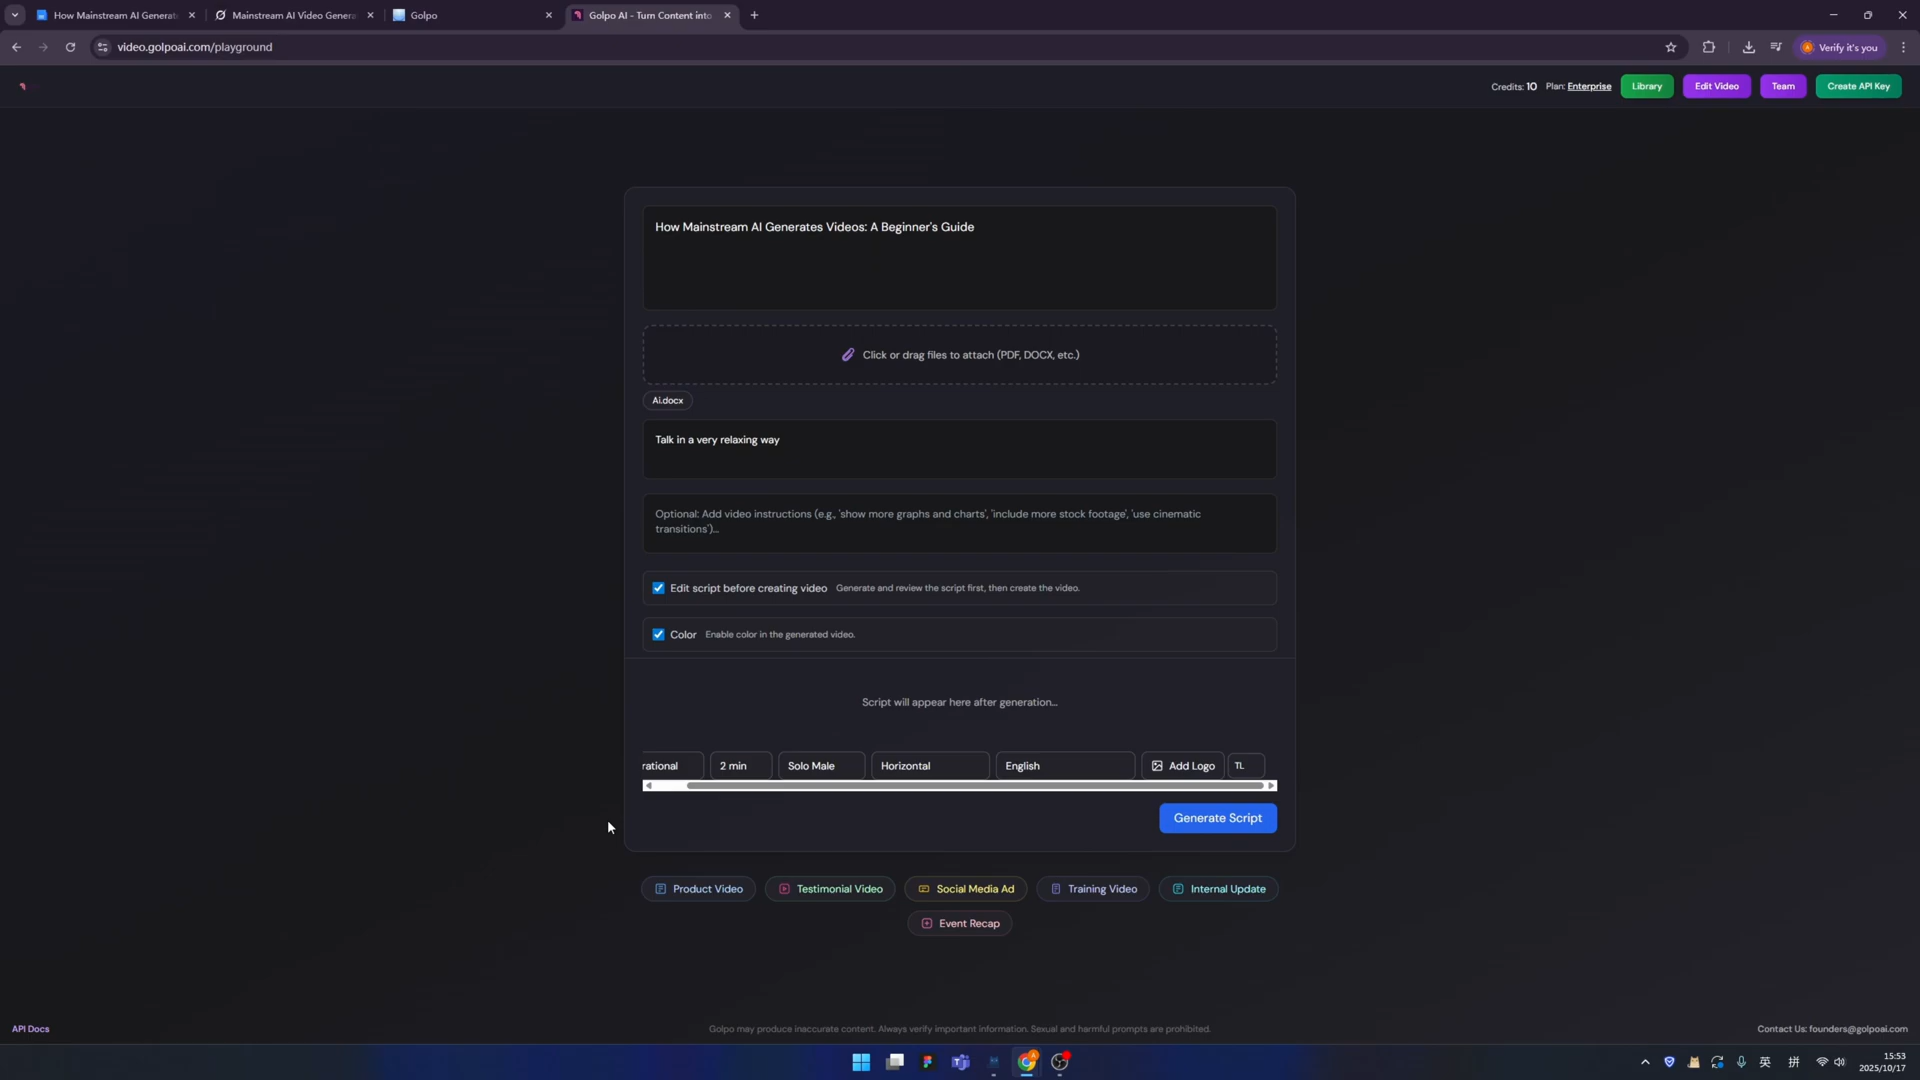 How Mainstream AI Generate
Mainstream AI Video Genera
Golpo
Golpo AI - Turn Content into
video.golpoai.com/playground
Verify it's you
Credits: 10
Plan: Enterprise
Library
Edit Video
Team
Create API Key
How Mainstream AI Generates Videos: A Beginner's Guide
Click or drag files to attach (PDF, DOCX, etc.)
Ai.docx
Talk in a very relaxing way
Optional: Add video instructions (e.g., 'show more graphs and charts', 'include more stock footage', 'use cinematic
transitions')...
Edit script before creating video
Generate and review the script first, then create the video.
Color
Enable color in the generated video.
Script will appear here after generation...
rational
2 min
Solo Male
Horizontal
English
Add Logo
TL
Generate Script
Product Video
Testimonial Video
Social Media Ad
Training Video
Internal Update
Event Recap
API Docs
Golpo may produce inaccurate content. Always verify important information. Sexual and harmful prompts are prohibited.
Contact Us: founders@golpoai.com
英
拼
15:53
2025/10/17